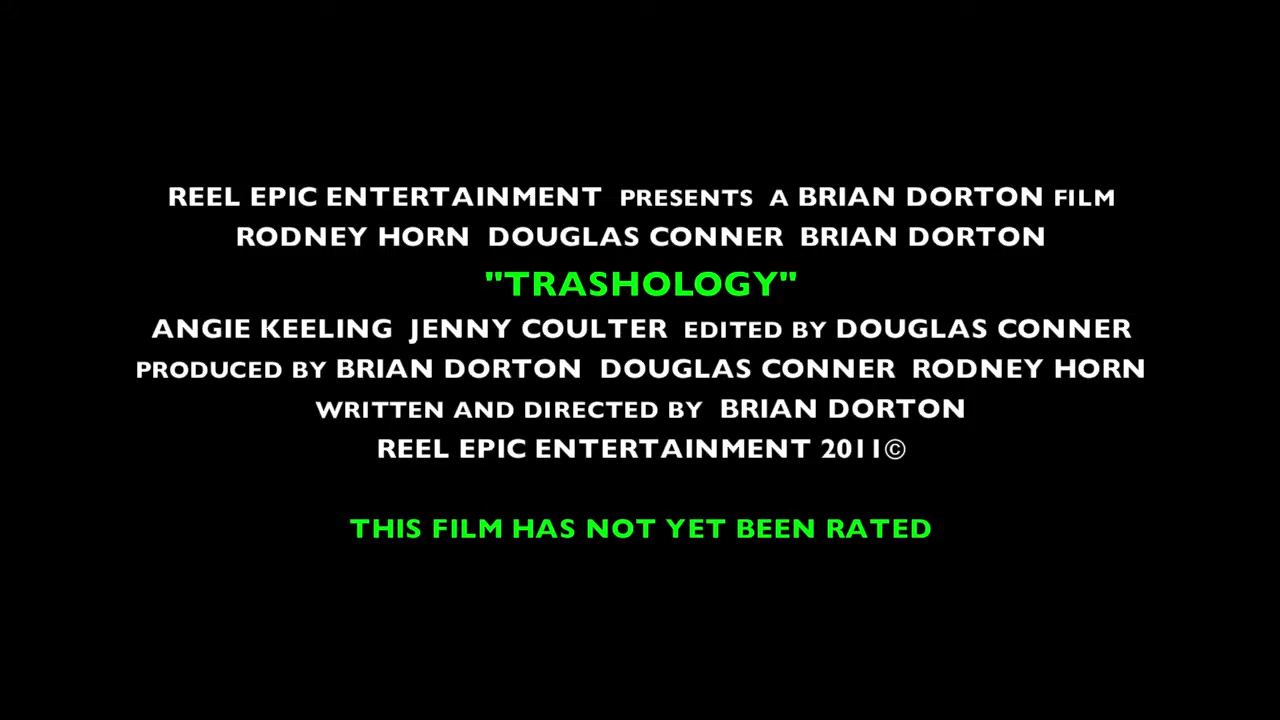 REEL EPIC ENTERTAINMENT PRESENTS A BRIAN DORTON FILM
RODNEY HORN DOUGLAS CONNER BRIAN DORTON
"TRASHOLOGY"
ANGIE KEELING JENNY COULTER EDITED BY DOUGLAS CONNER
PRODUCED BY BRIAN DORTON DOUGLAS CONNER RODNEY HORN
WRITTEN AND DIRECTED BY BRIAN DORTON
REEL EPIC ENTERTAINMENT 2011©
THIS FILM HAS NOT YET BEEN RATED